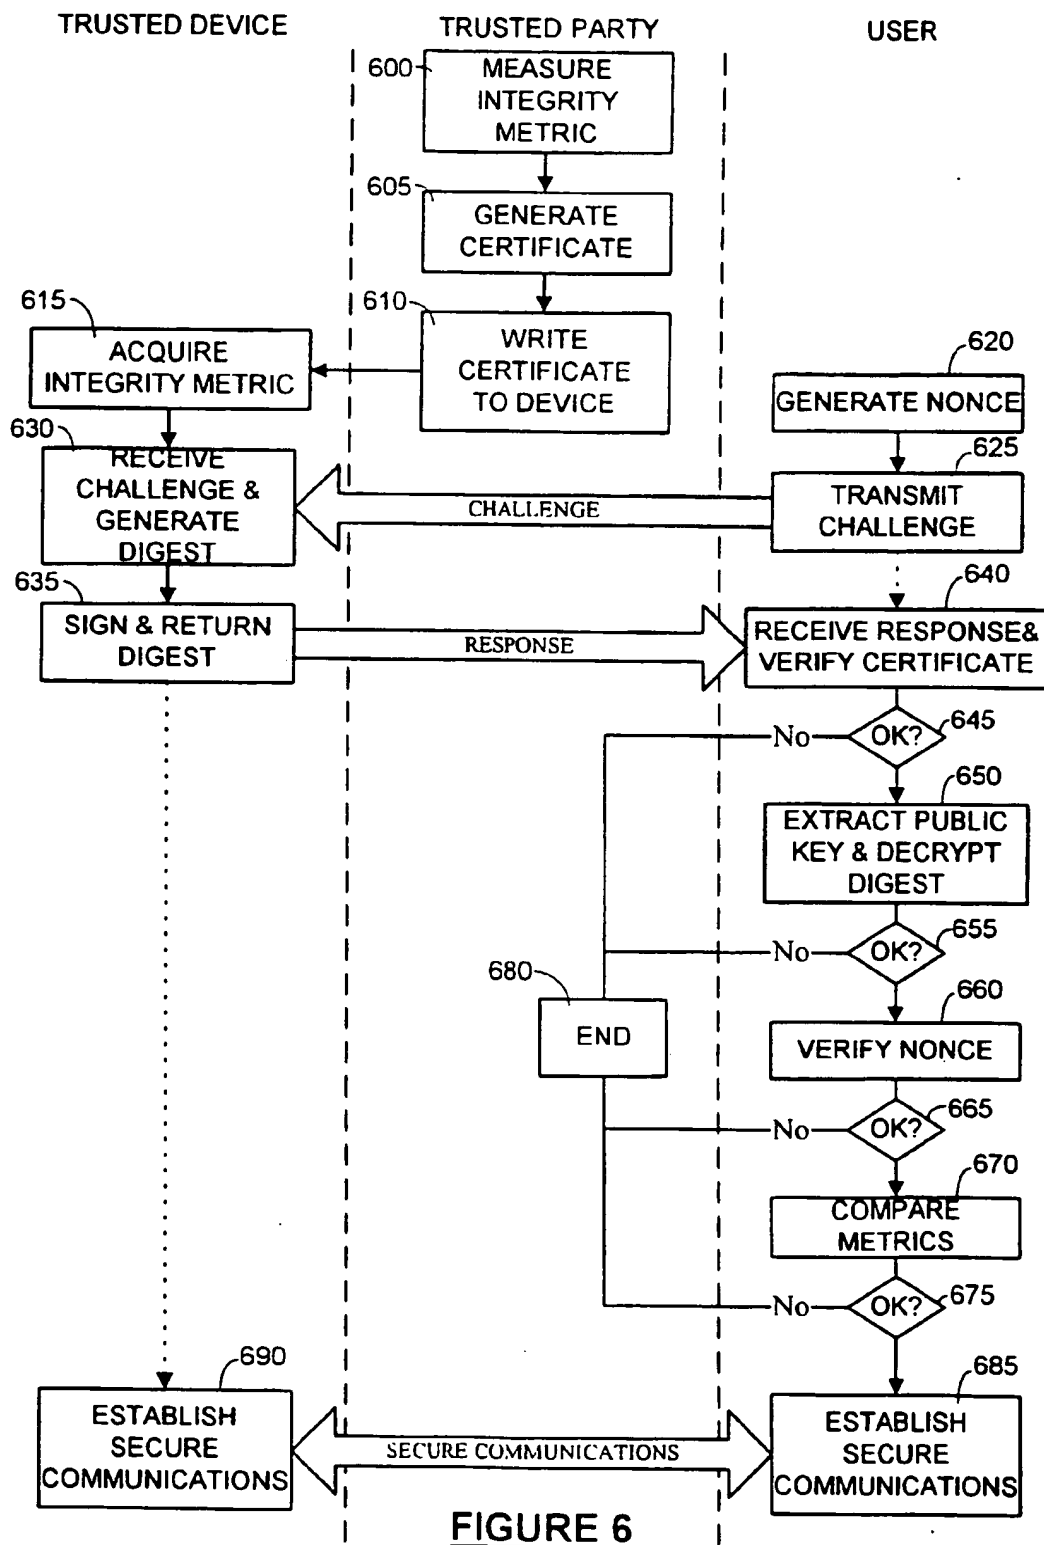 TRUSTED DEVICE
TRUSTED PARTY
USER
600
MEASURE
INTEGRITY
METRIC
605
GENERATE
CERTIFICATE
610
WRITE
CERTIFICATE
TO DEVICE
615
ACQUIRE
INTEGRITY METRIC
620
GENERATE NONCE
625
TRANSMIT
CHALLENGE
CHALLENGE
630
RECEIVE
CHALLENGE &
GENERATE
DIGEST
635
SIGN & RETURN
DIGEST
RESPONSE
640
RECEIVE RESPONSE&
VERIFY CERTIFICATE
645
OK?
No
650
EXTRACT PUBLIC
KEY & DECRYPT
DIGEST
655
OK?
No
680
END
660
VERIFY NONCE
665
OK?
No
670
COMPARE
METRICS
675
OK?
No
690
ESTABLISH
SECURE
COMMUNICATIONS
SECURE COMMUNICATIONS
685
ESTABLISH
SECURE
COMMUNICATIONS
FIGURE 6